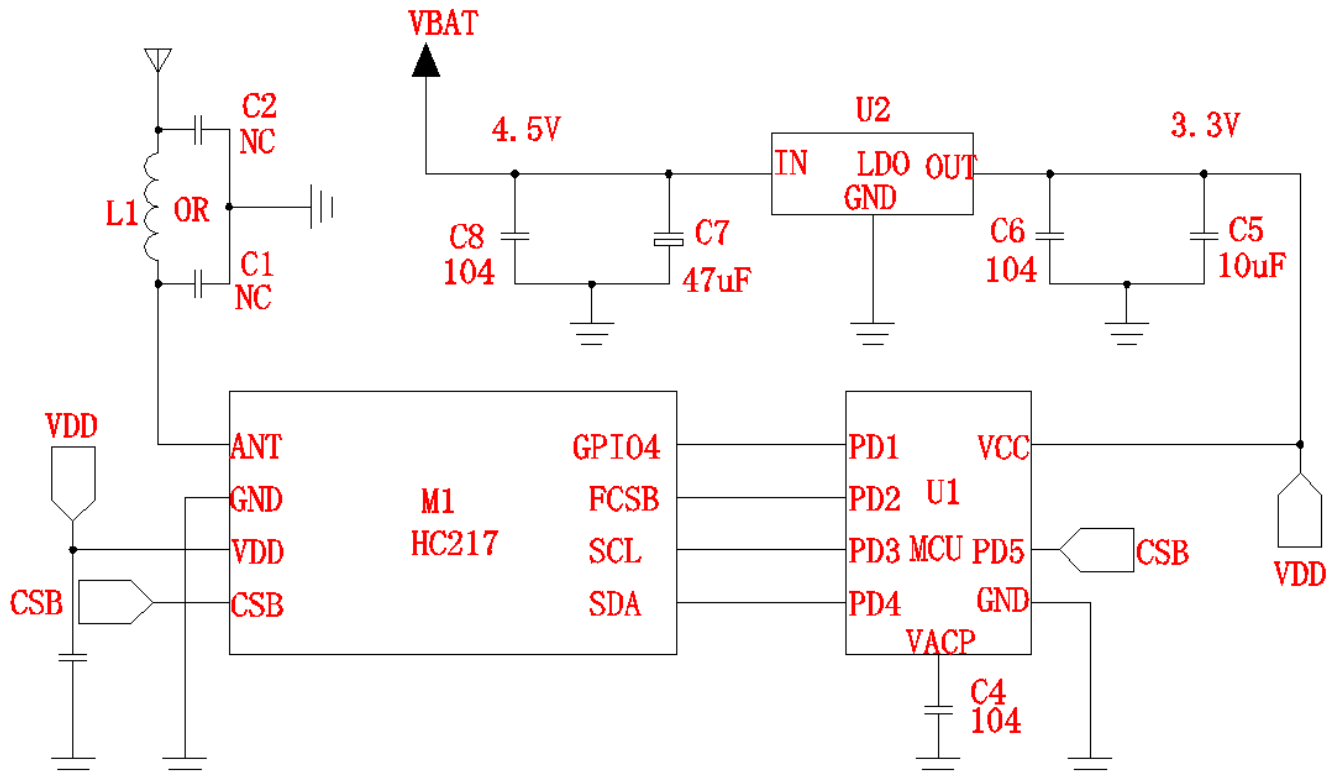 VBAT
C2
NC
4.5V
U2
3.3V
IN
LDO
OUT
GND
L1
OR
C1
NC
C8
104
C7
47uF
C6
104
C5
10uF
VDD
ANT
GND
VDD
CSB
CSB
M1
HC217
GPIO4
FCSB
SCL
SDA
PD1
PD2
PD3
PD4
U1
MCU
VCC
PD5
GND
VACP
CSB
VDD
C4
104